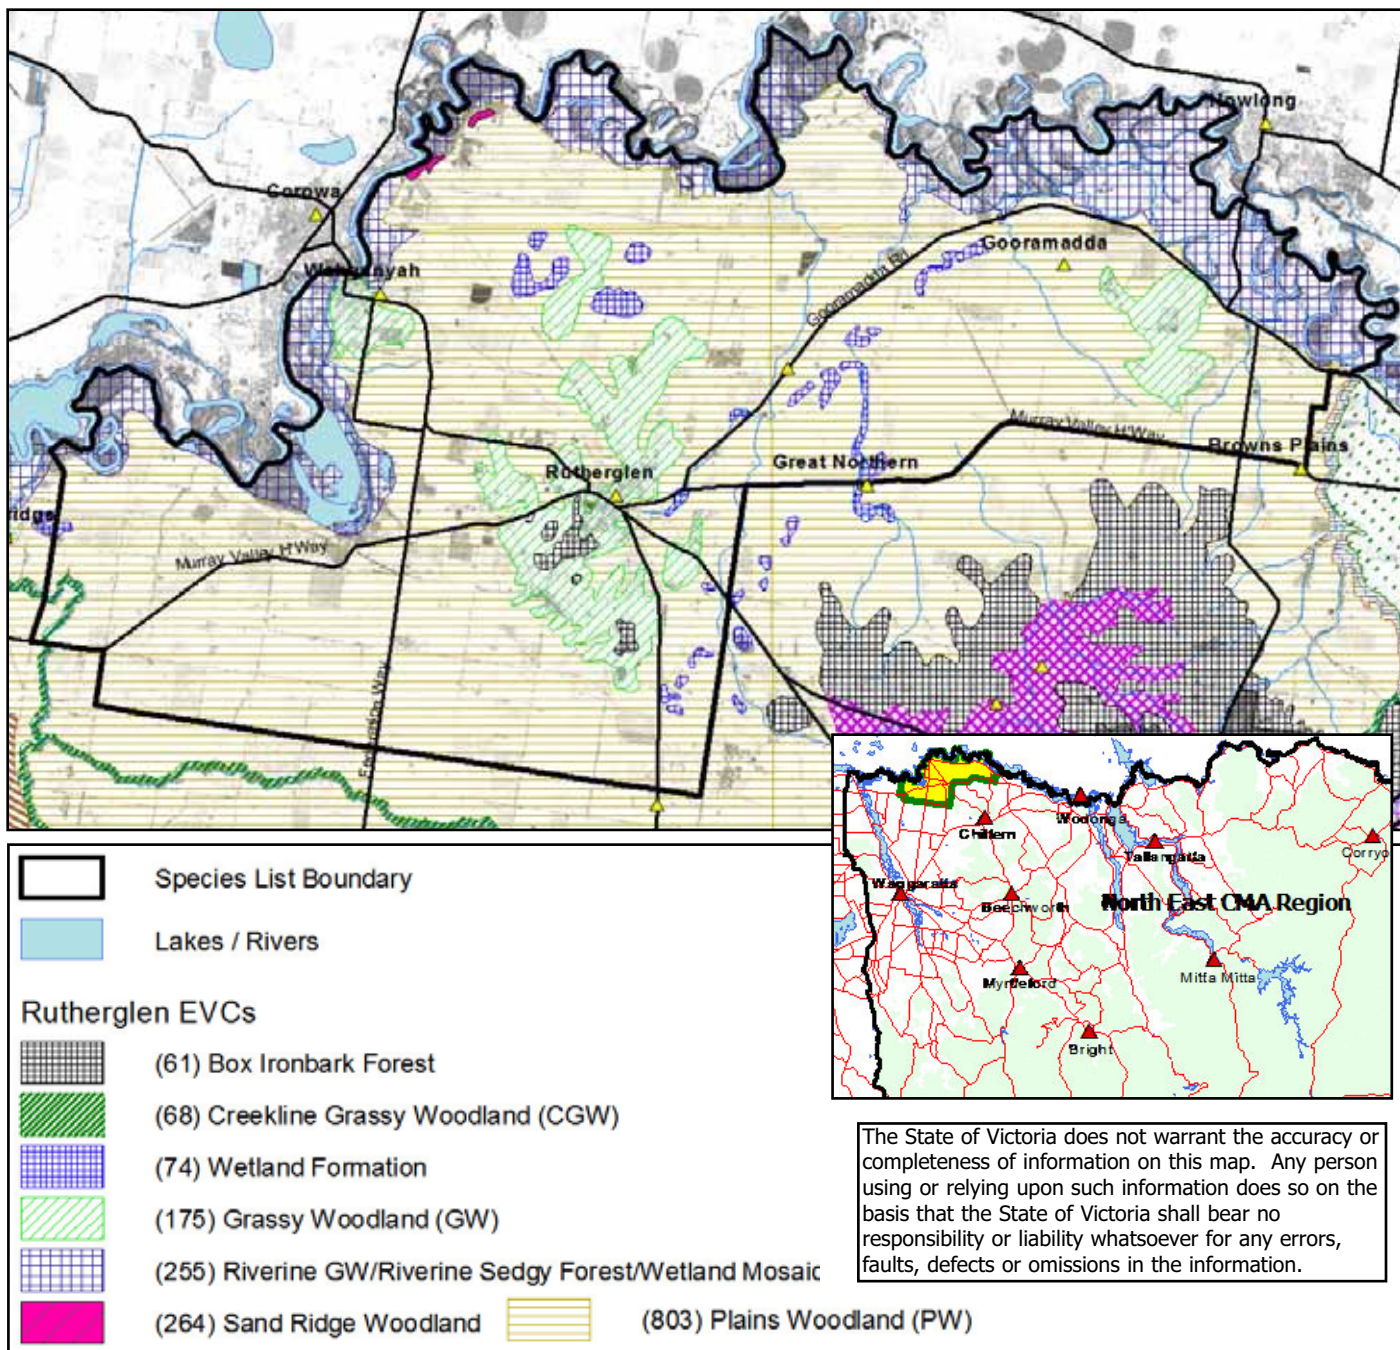 Howlong
Corowa
Gooramadda
Gooramadda Rd
Murray Valley H'Way
Browns Plains
Great Northern
Rutherglen
Murray Valley H'Way
Species List Boundary
Lakes / Rivers
Rutherglen EVCs
(61) Box Ironbark Forest
(68) Creekline Grassy Woodland (CGW)
(74) Wetland Formation
(175) Grassy Woodland (GW)
(255) Riverine GW/Riverine Sedgy Forest/Wetland Mosaic
(264) Sand Ridge Woodland
(803) Plains Woodland (PW)
Chiltern
Wodonga
Tallangatta
Corryo
Wangaratta
Beechworth
North East CMA Region
Myrtleford
Mitta Mitta
Bright
The State of Victoria does not warrant the accuracy or
completeness of information on this map. Any person
using or relying upon such information does so on the
basis that the State of Victoria shall bear no
responsibility or liability whatsoever for any errors,
faults, defects or omissions in the information.